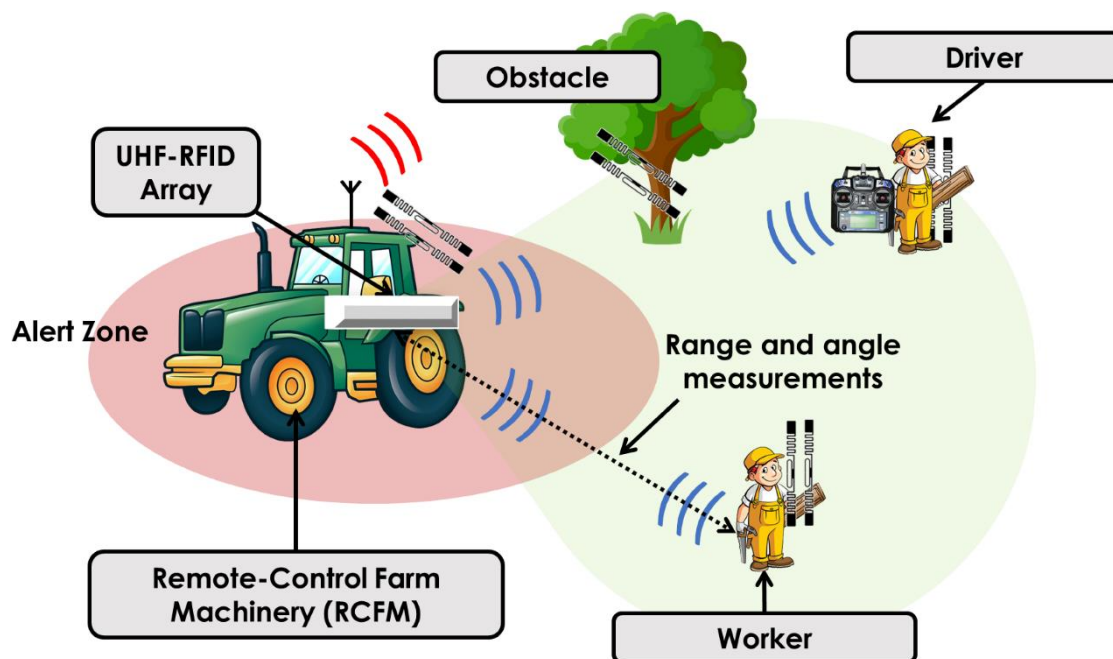 Driver
Obstacle
UHF-RFID
Array
Alert Zone
Range and angle
measurements
Remote-Control Farm
Machinery (RCFM)
Worker